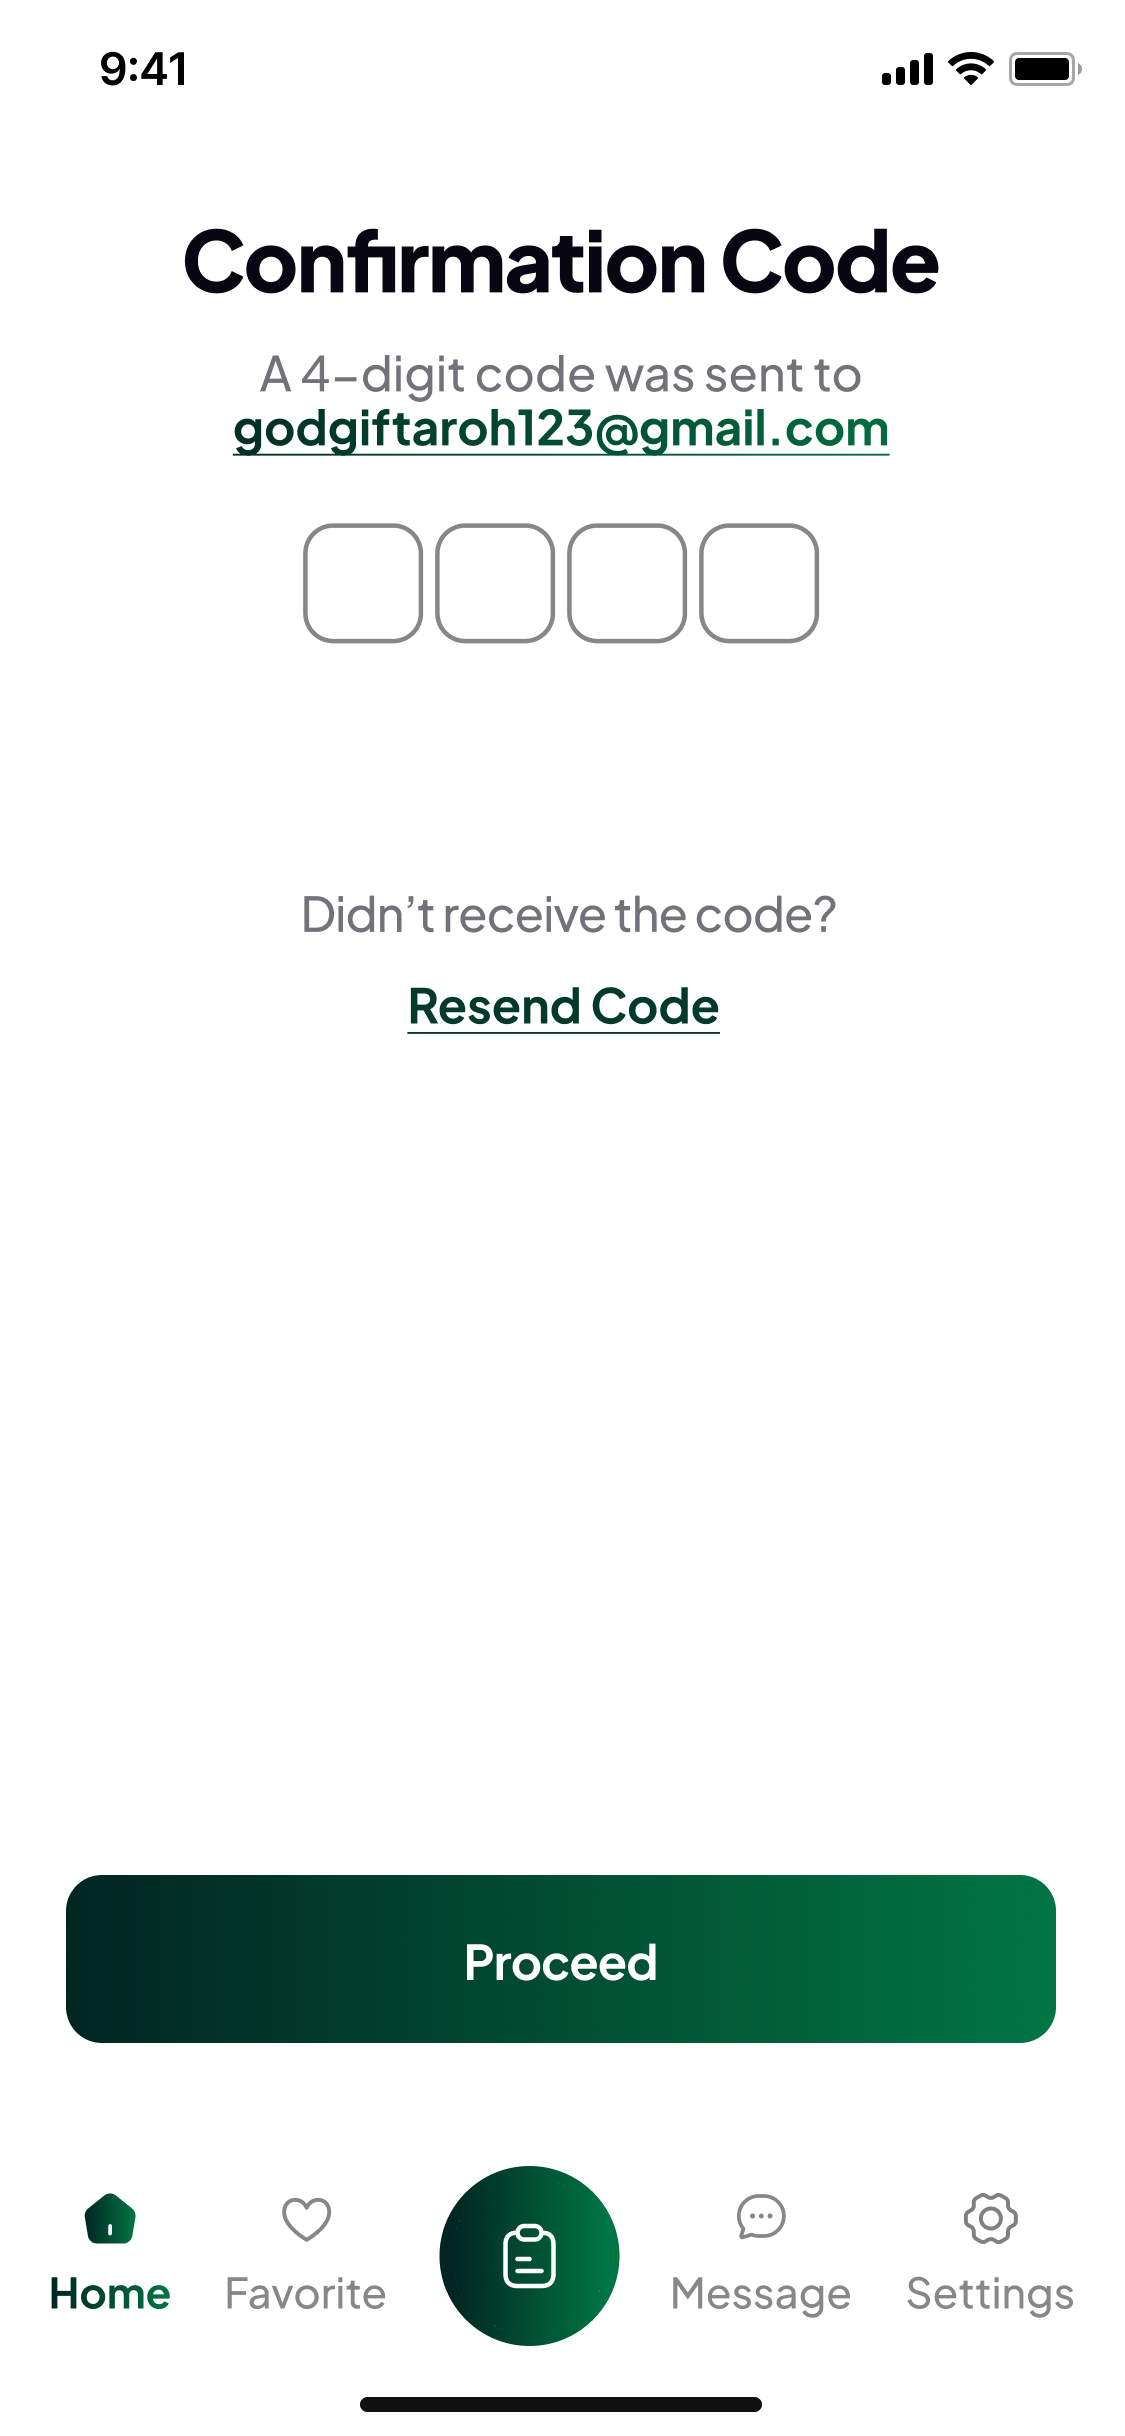 9:41
Confirmation Code
A 4-digit code was sent to
godgiftaroh123@gmail.com
Didn’t receive the code?
Resend Code
Proceed
Home Favorite Message Settings